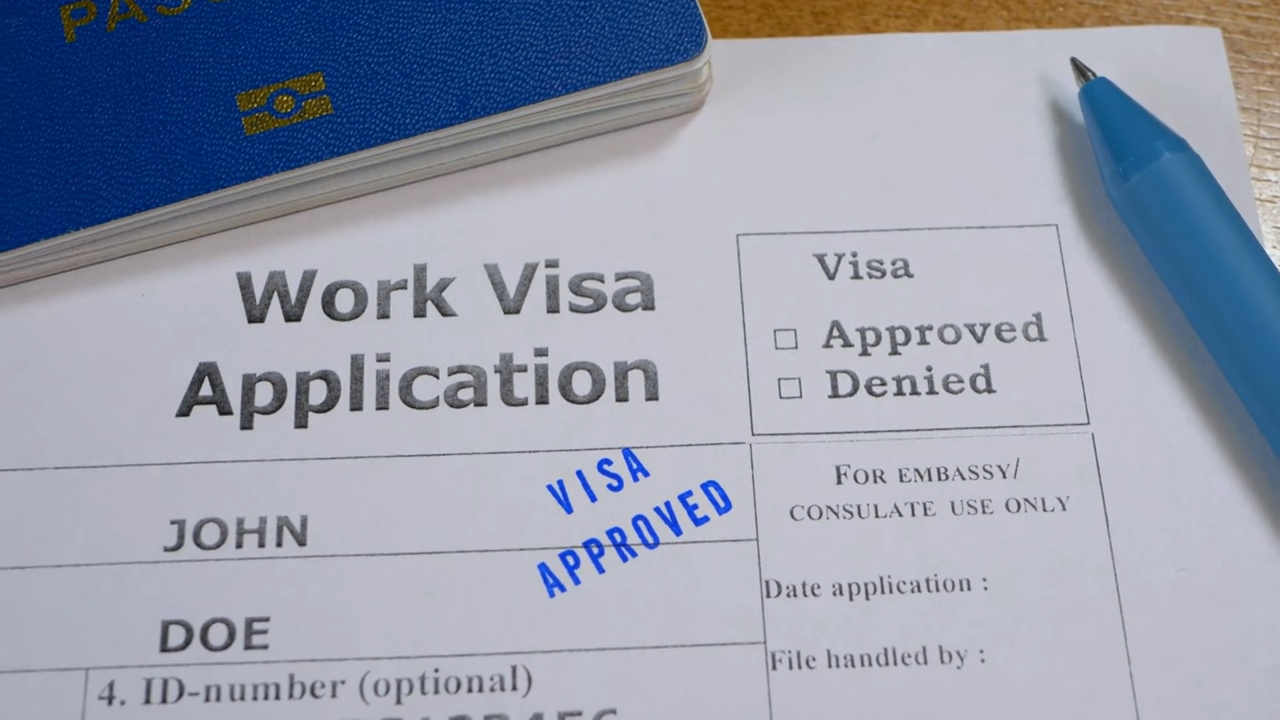 Work Visa
Application
Visa
□ Approved
□ Denied
VISA
APPROVED
JOHN
DOE
4. ID-number (optional)
FOR EMBASSY/
CONSULATE USE ONLY
Date application :
File handled by :